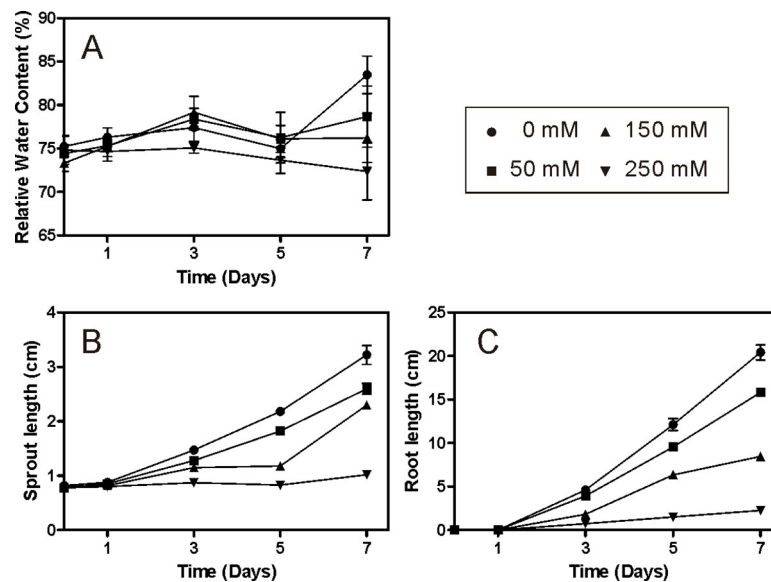 A
Relative Water Content (%)
90
85
80
75
70
65
1 3 5 7
Time (Days)
0 mM 150 mM
50 mM 250 mM
B
Sprout length (cm)
4
3
2
1
0
1 3 5 7
Time (Days)
C
Root length (cm)
25
20
15
10
5
0
1 3 5 7
Time (Days)